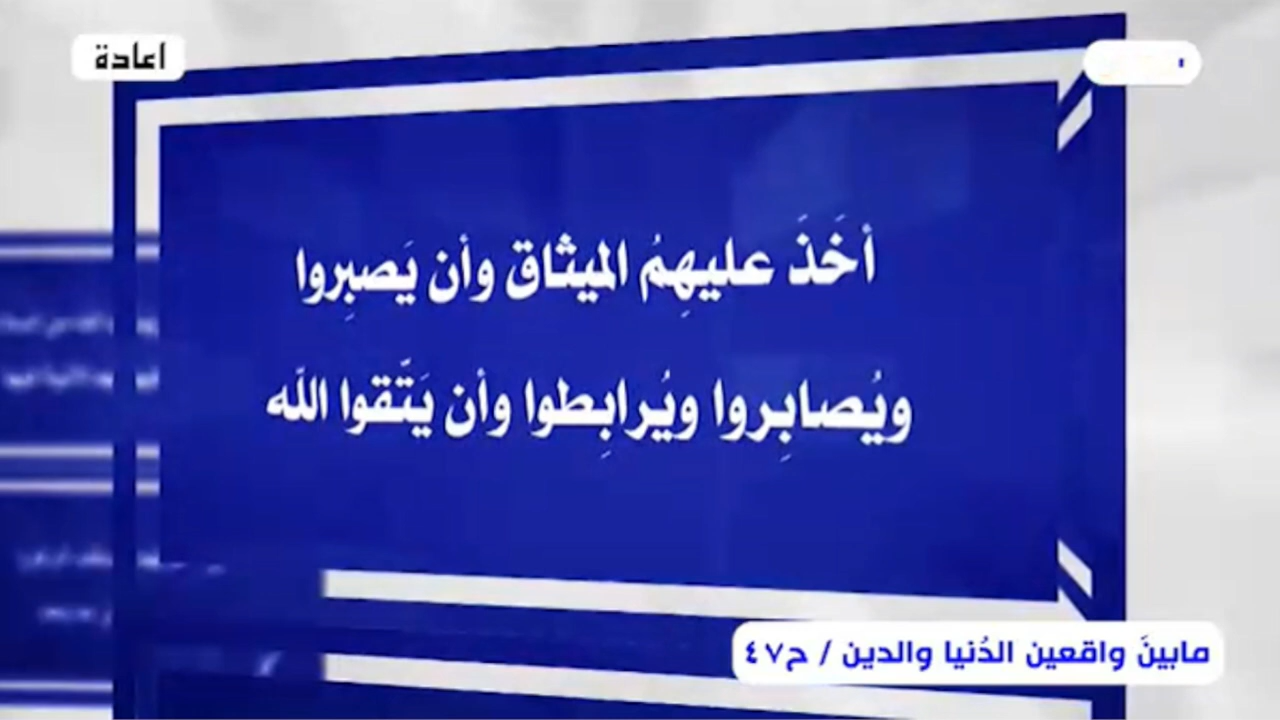 اعادة
أخَذَ عليهِمُ الميثاق وأن يَصبِروا
ويُصابِروا ويُرابِطوا وأن يَتّقوا اللّه
مابينَ واقعين الدُنيا والدين / ح٤٧